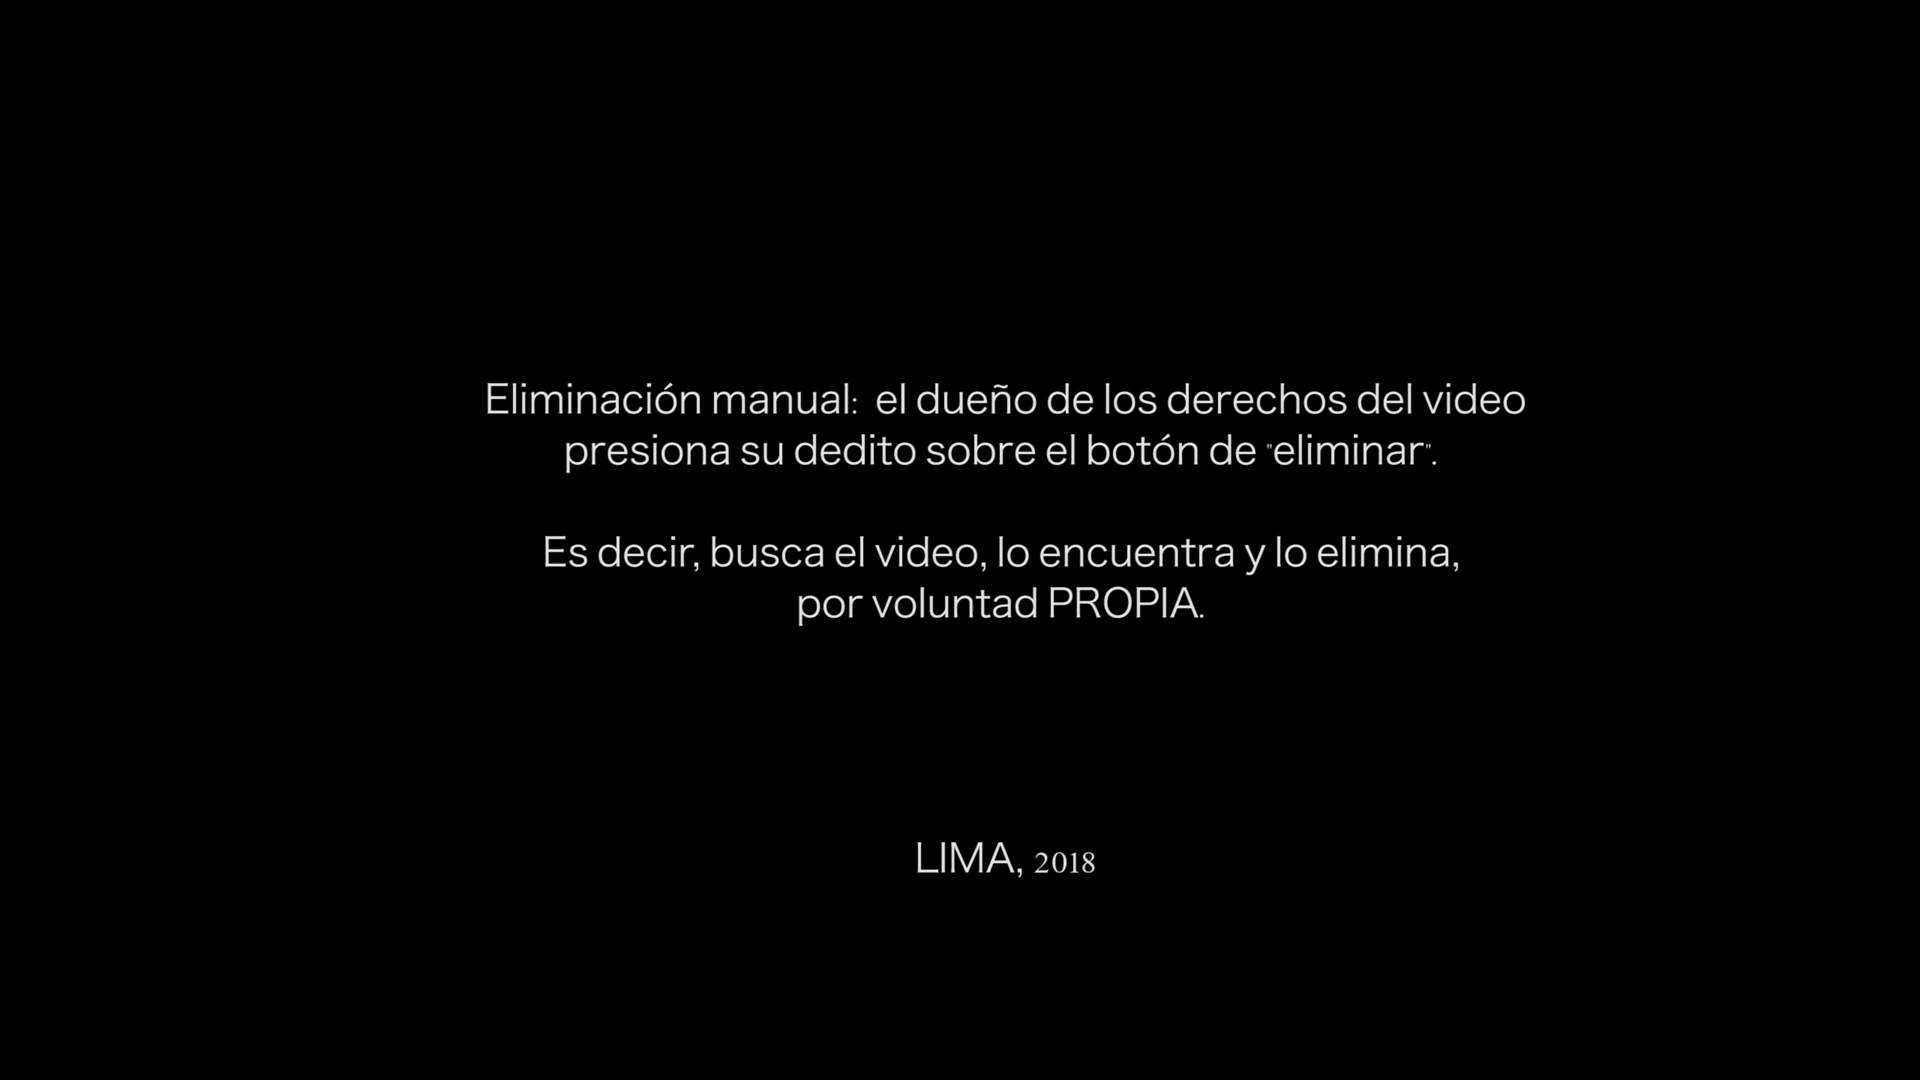 Eliminación manual: el dueño de los derechos del video
presiona su dedito sobre el botón de "eliminar".
Es decir, busca el video, lo encuentra y lo elimina,
por voluntad PROPIA.
LIMA, 2018